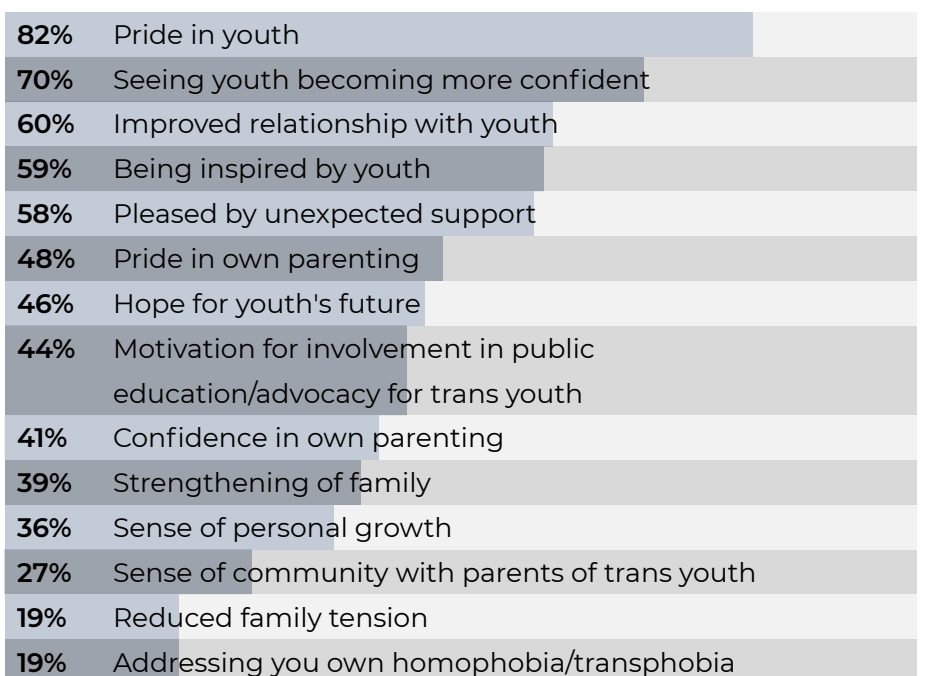 82% Pride in youth
70% Seeing youth becoming more confident
60% Improved relationship with youth
59% Being inspired by youth
58% Pleased by unexpected support
48% Pride in own parenting
46% Hope for youth's future
44% Motivation for involvement in public
education/advocacy for trans youth
41% Confidence in own parenting
39% Strengthening of family
36% Sense of personal growth
27% Sense of community with parents of trans youth
19% Reduced family tension
19% Addressing you own homophobia/transphobia